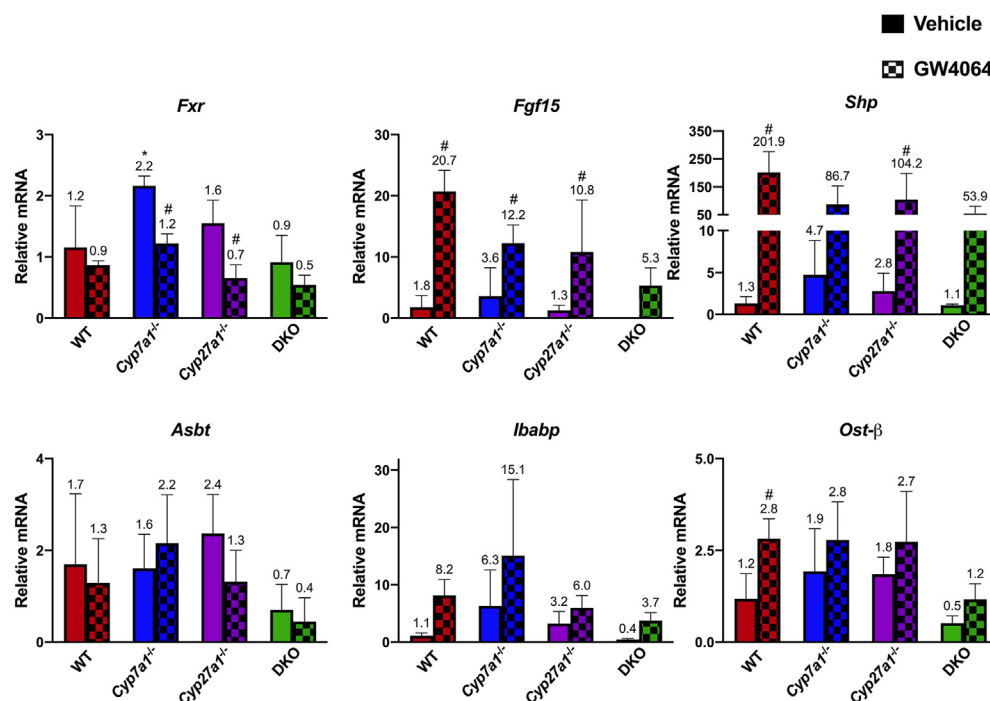 Vehicle
GW4064
Fxr
Relative mRNA
3
2
1
0
1.2
0.9
*
2.2
#
1.2
1.6
#
0.7
0.9
0.5
WT
Cyp7a1-/-
Cyp27a1-/-
DKO
Fgf15
Relative mRNA
30
20
10
0
1.8
#
20.7
3.6
#
12.2
1.3
#
10.8
5.3
WT
Cyp7a1-/-
Cyp27a1-/-
DKO
Shp
Relative mRNA
350
250
150
50
10
5
0
1.3
#
201.9
4.7
86.7
2.8
#
104.2
1.1
53.9
WT
Cyp7a1-/-
Cyp27a1-/-
DKO
Asbt
Relative mRNA
4
2
0
1.7
1.3
1.6
2.2
2.4
1.3
0.7
0.4
WT
Cyp7a1-/-
Cyp27a1-/-
DKO
Ibabp
Relative mRNA
30
20
10
0
1.1
8.2
6.3
15.1
3.2
6.0
0.4
3.7
WT
Cyp7a1-/-
Cyp27a1-/-
DKO
Ost-β
Relative mRNA
5.0
2.5
0.0
1.2
#
2.8
1.9
2.8
1.8
2.7
0.5
1.2
WT
Cyp7a1-/-
Cyp27a1-/-
DKO